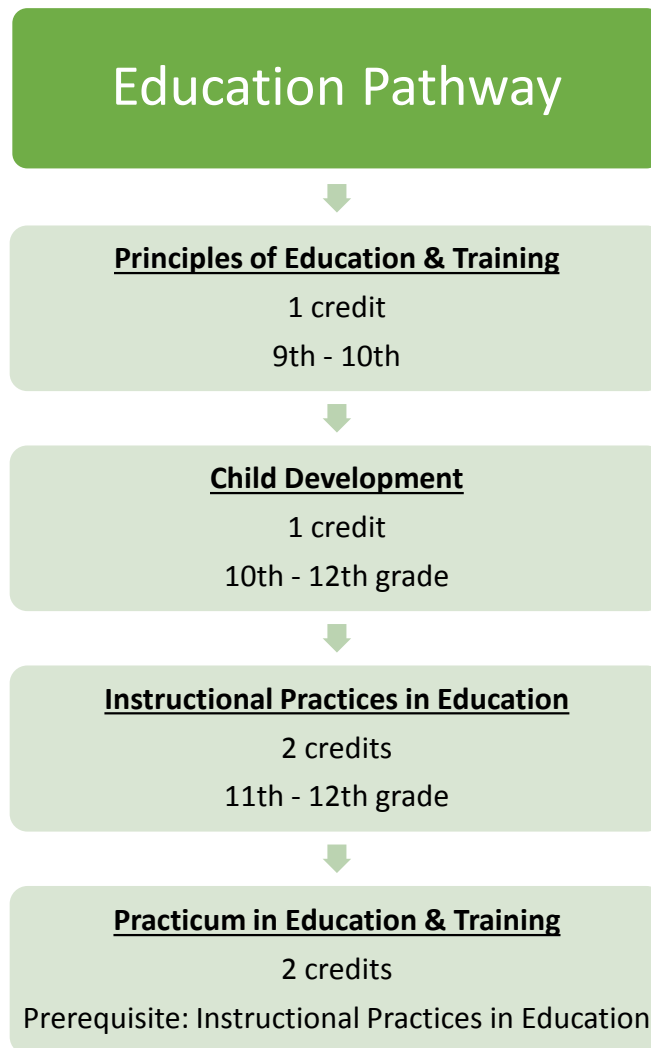 Education Pathway
Principles of Education & Training
1 credit
9th - 10th
Child Development
1 credit
10th - 12th grade
Instructional Practices in Education
2 credits
11th - 12th grade
Practicum in Education & Training
2 credits
Prerequisite: Instructional Practices in Education